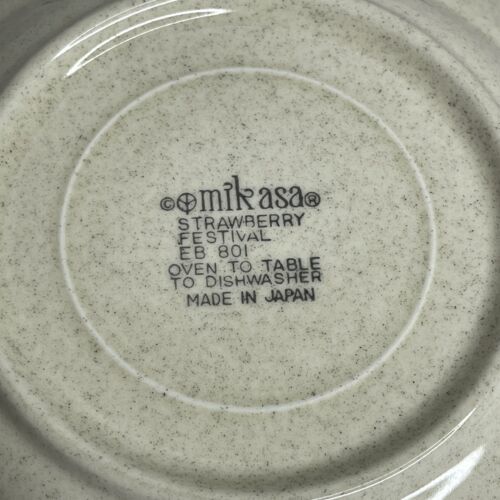 © mikasa®
STRAWBERRY
FESTIVAL
EB 801
OVEN TO TABLE
TO DISHWASHER
MADE IN JAPAN